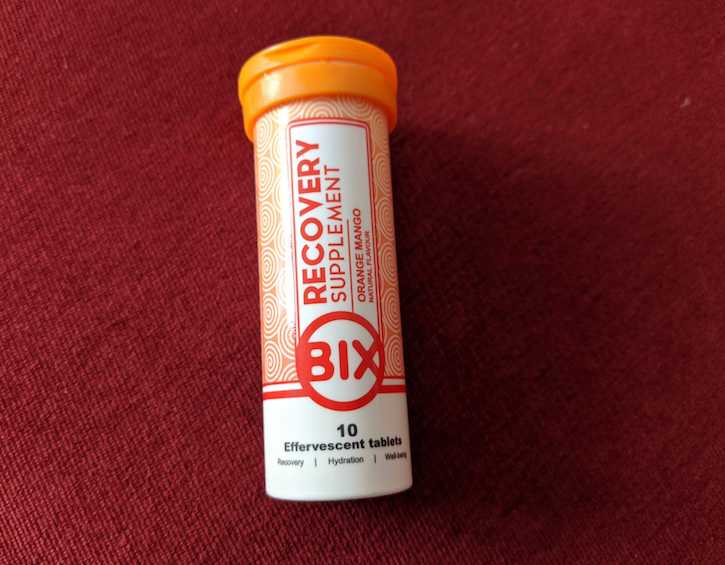 RECOVERY
SUPPLEMENT
ORANGE MANGO
NATURAL FLAVOUR
BIX
10
Effervescent tablets
Recovery | Hydration | Well-being